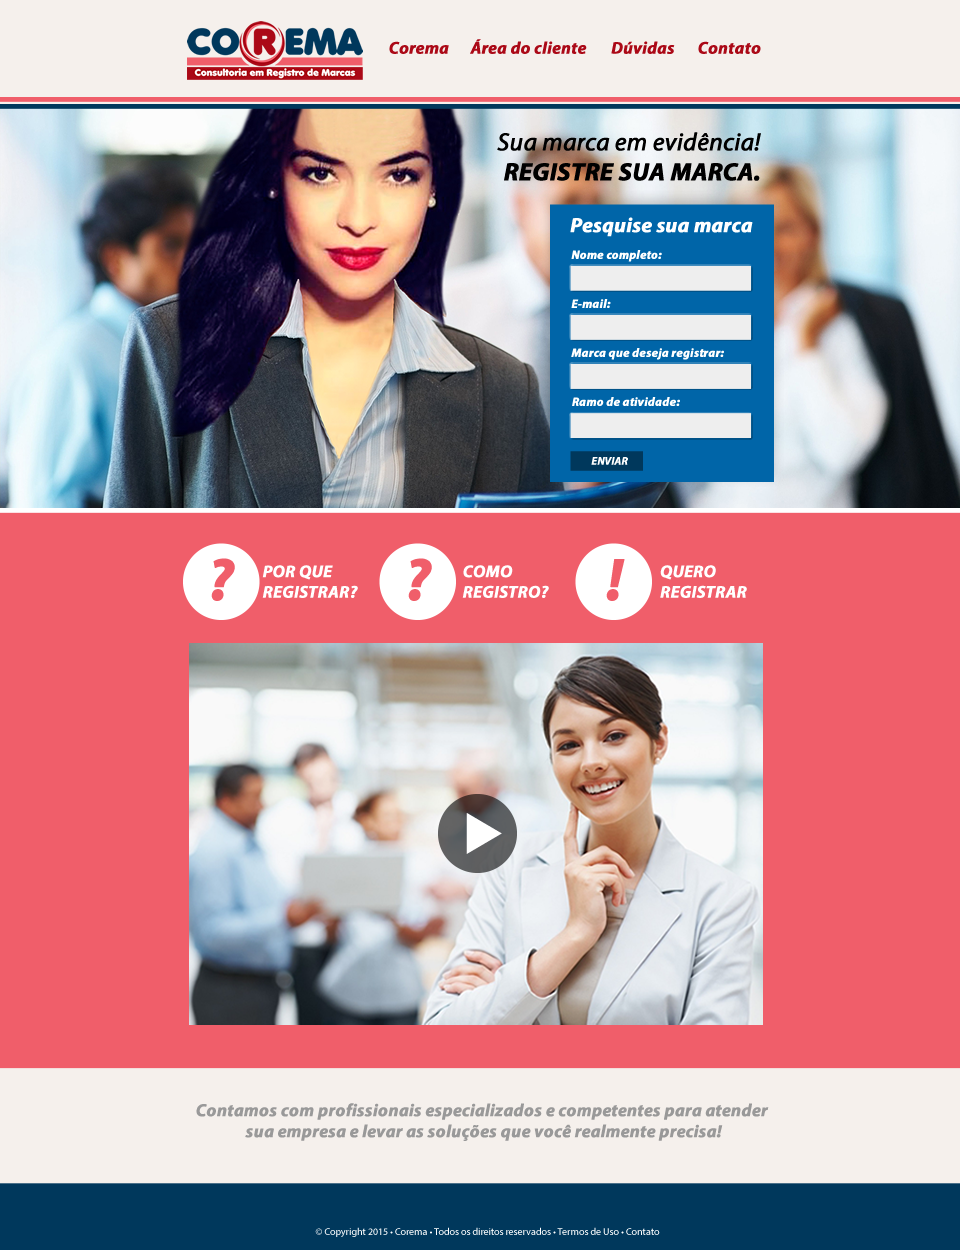 COREMA
Consultoria em Registro de Marcas
Corema Área do cliente Dúvidas Contato
Sua marca em evidência!
REGISTRE SUA MARCA.
Pesquise sua marca
Nome completo:
E-mail:
Marca que deseja registrar:
Ramo de atividade:
ENVIAR
? POR QUE
REGISTRAR?
? COMO
REGISTRO?
! QUERO
REGISTRAR
Contamos com profissionais especializados e competentes para atender
sua empresa e levar as soluções que você realmente precisa!
© Copyright 2015 • Corema • Todos os direitos reservados • Termos de Uso • Contato